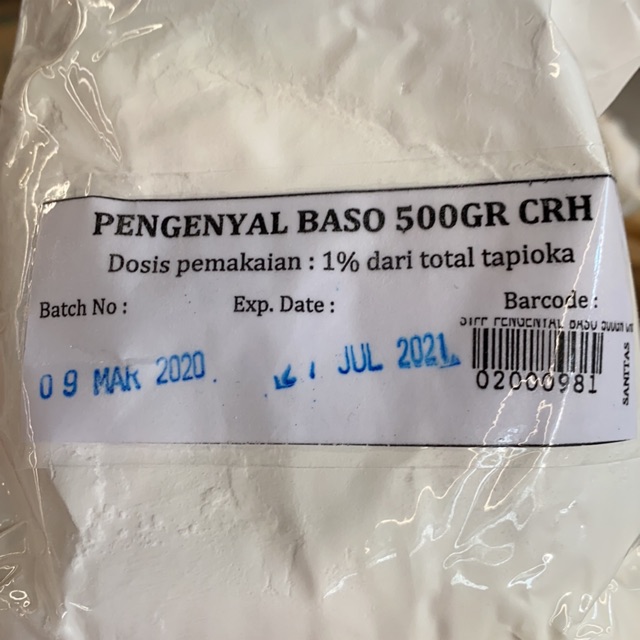 PENGENYAL BASO 500GR CRH
Dosis pemakaian : 1% dari total tapioka
Batch No : Exp. Date : Barcode :
STPP PENGENYAL BASO 500GR
09 MAR 2020 JUL 2021
02000981
SANITAS